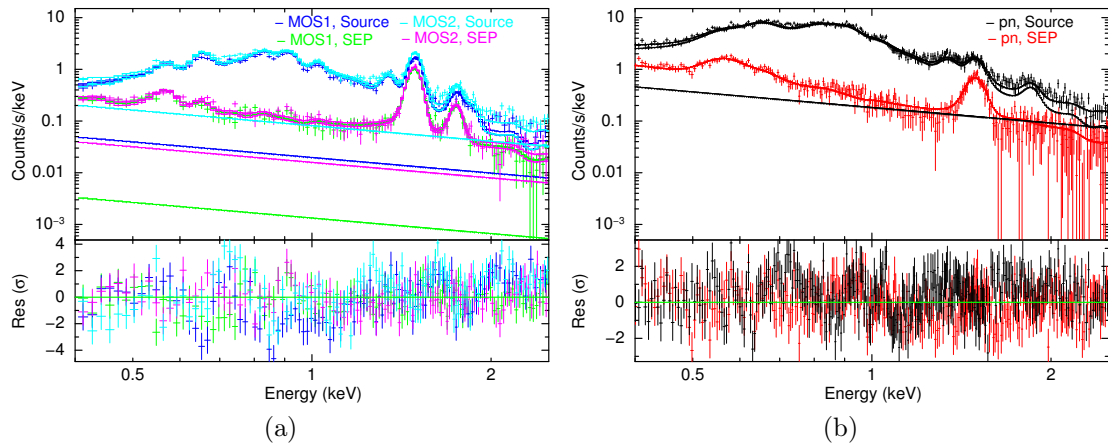 – MOS1, Source – MOS2, Source
– MOS1, SEP – MOS2, SEP
10
1
0.1
0.01
10⁻³
Counts/s/keV
4
2
0
−2
−4
Res (σ)
0.5 1 2
Energy (keV)
(a)
– pn, Source
– pn, SEP
10
1
0.1
0.01
10⁻³
Counts/s/keV
2
0
−2
Res (σ)
0.5 1 2
Energy (keV)
(b)